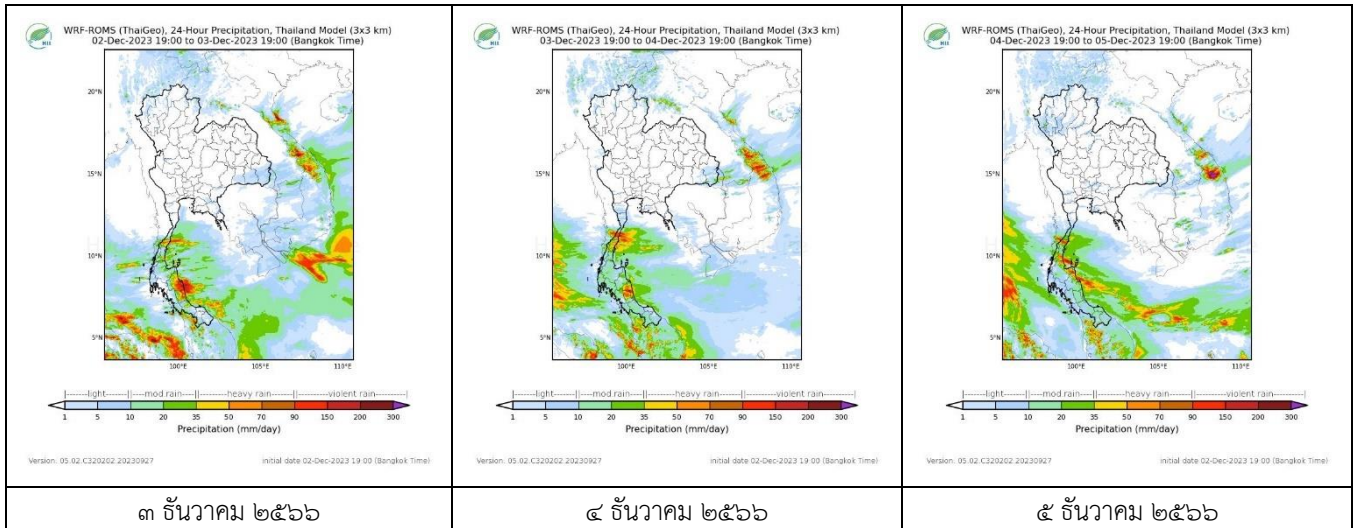 WRF-ROMS (ThaiGeo), 24-Hour Precipitation, Thailand Model (3x3 km)
02-Dec-2023 19:00 to 03-Dec-2023 19:00 (Bangkok Time)
20°N
15°N
10°N
5°N
100°E
105°E
110°E
light
mod rain
heavy rain
violent rain
1 5 10 20 35 50 70 90 150 200 300
Precipitation (mm/day)
Version: 05.02.C320202.20230927
initial date 02-Dec-2023 19:00 (Bangkok Time)
๓ ธันวาคม ๒๕๖๖
WRF-ROMS (ThaiGeo), 24-Hour Precipitation, Thailand Model (3x3 km)
03-Dec-2023 19:00 to 04-Dec-2023 19:00 (Bangkok Time)
20°N
15°N
10°N
5°N
100°E
105°E
110°E
light
mod rain
heavy rain
violent rain
1 5 10 20 35 50 70 90 150 200 300
Precipitation (mm/day)
Version: 05.02.C320202.20230927
initial date 02-Dec-2023 19:00 (Bangkok Time)
๔ ธันวาคม ๒๕๖๖
WRF-ROMS (ThaiGeo), 24-Hour Precipitation, Thailand Model (3x3 km)
04-Dec-2023 19:00 to 05-Dec-2023 19:00 (Bangkok Time)
20°N
15°N
10°N
5°N
100°E
105°E
110°E
light
mod rain
heavy rain
violent rain
1 5 10 20 35 50 70 90 150 200 300
Precipitation (mm/day)
Version: 05.02.C320202.20230927
initial date 02-Dec-2023 19:00 (Bangkok Time)
๕ ธันวาคม ๒๕๖๖